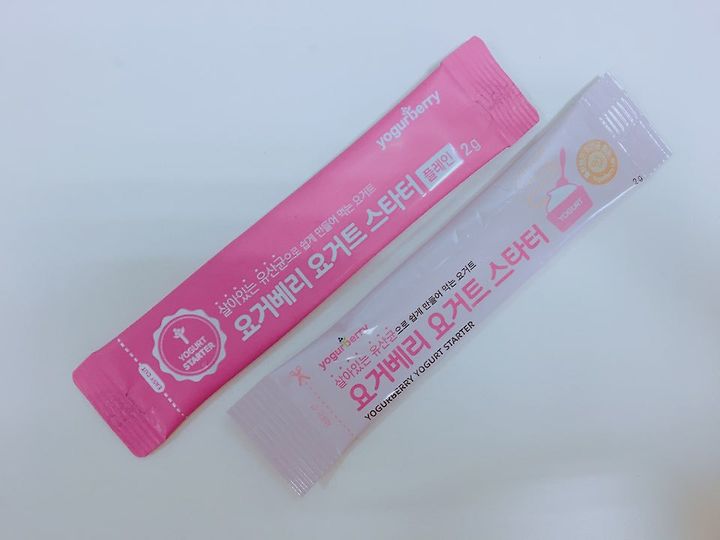 yogurberry
살아있는 유산균으로 쉽게 만들어 먹는 요거트
요거베리 요거트 스타터 플레인 2g
YOGURT
STARTER
EASY CUT
yogurberry
살아있는 유산균으로 쉽게 만들어 먹는 요거트
요거베리 요거트 스타터
YOGURBERRY YOGURT STARTER
YOGURT
2g